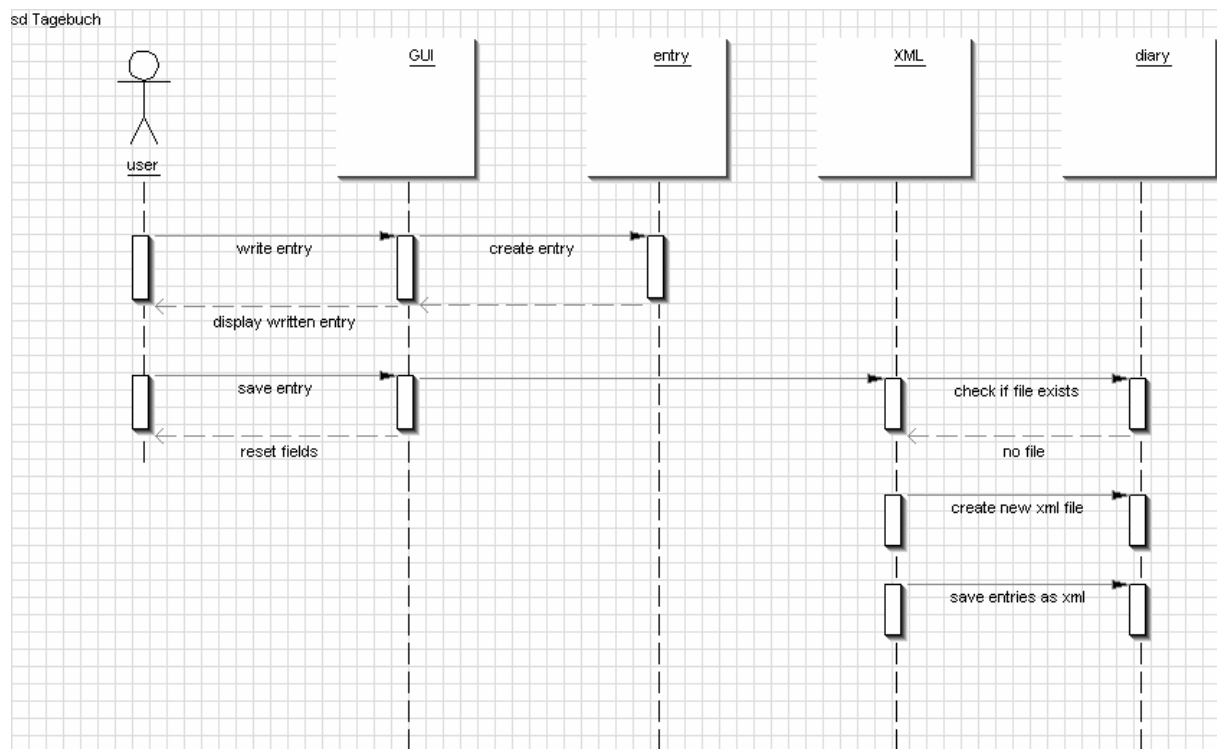 sd Tagebuch
GUI
entry
XML
diary
user
write entry
create entry
display written entry
save entry
check if file exists
reset fields
no file
create new xml file
save entries as xml